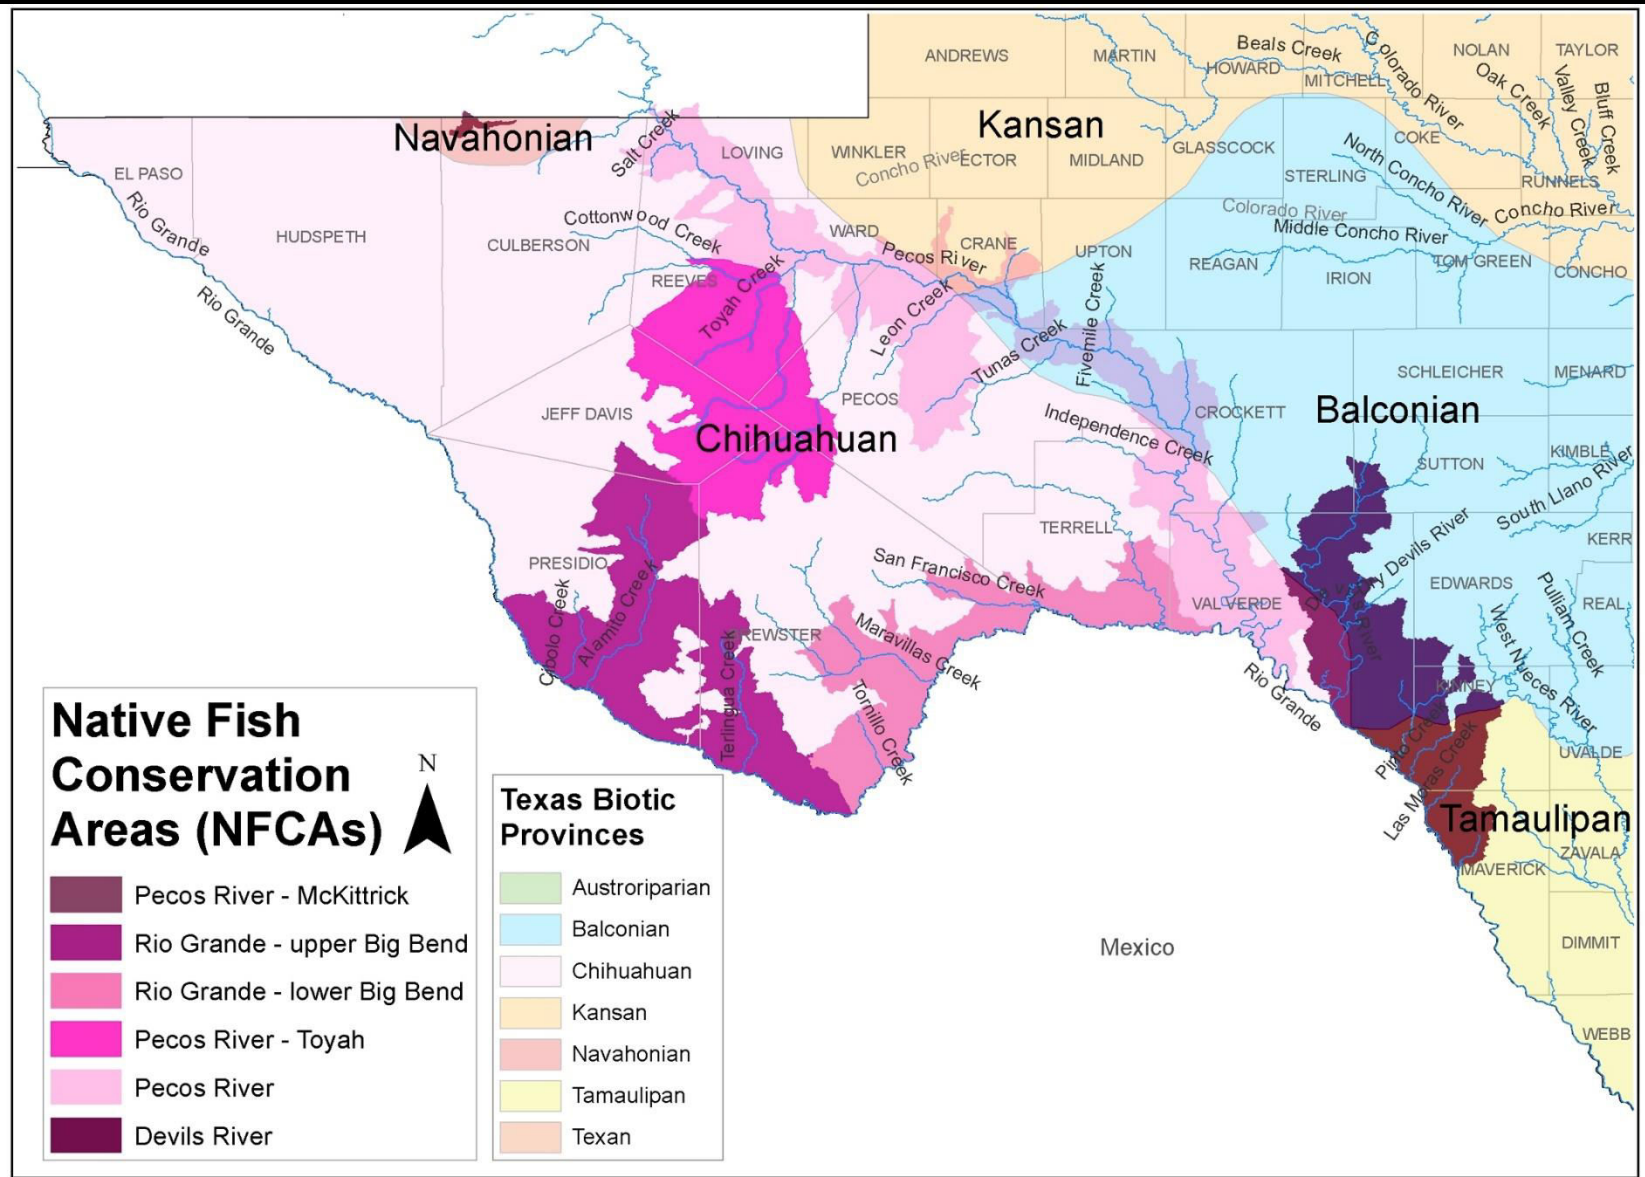 ANDREWS
MARTIN
Beals Creek
HOWARD
MITCHELL
Colorado River
NOLAN
TAYLOR
Oak Creek
Valley Creek
Bluff Creek
Navahonian
Kansan
Salt Creek
LOVING
WINKLER
Concho River
ECTOR
MIDLAND
GLASSCOCK
COKE
North Concho River
STERLING
RUNNELS
EL PASO
Rio Grande
HUDSPETH
CULBERSON
Cottonwood Creek
WARD
Pecos River
CRANE
UPTON
Colorado River
Middle Concho River
Concho River
REAGAN
IRION
TOM GREEN
CONCHO
Rio Grande
REEVES
Toyah Creek
Leon Creek
Tunas Creek
Fivemile Creek
JEFF DAVIS
PECOS
SCHLEICHER
MENARD
Chihuahuan
Independence Creek
CROCKETT
Balconian
SUTTON
KIMBLE
South Llano River
TERRELL
KERR
PRESIDIO
Cibolo Creek
Alamito Creek
San Francisco Creek
VAL VERDE
Devils River
Dry Devils River
EDWARDS
REAL
Pulliam Creek
West Nueces River
BREWSTER
Terlingua Creek
Maravillas Creek
Tornillo Creek
Rio Grande
KINNEY
Pinto Creek
Las Moras Creek
UVALDE
Tamaulipan
ZAVALA
MAVERICK
Mexico
DIMMIT
WEBB
Native Fish
Conservation
Areas (NFCAs)
N
Pecos River - McKittrick
Rio Grande - upper Big Bend
Rio Grande - lower Big Bend
Pecos River - Toyah
Pecos River
Devils River
Texas Biotic
Provinces
Austroriparian
Balconian
Chihuahuan
Kansan
Navahonian
Tamaulipan
Texan